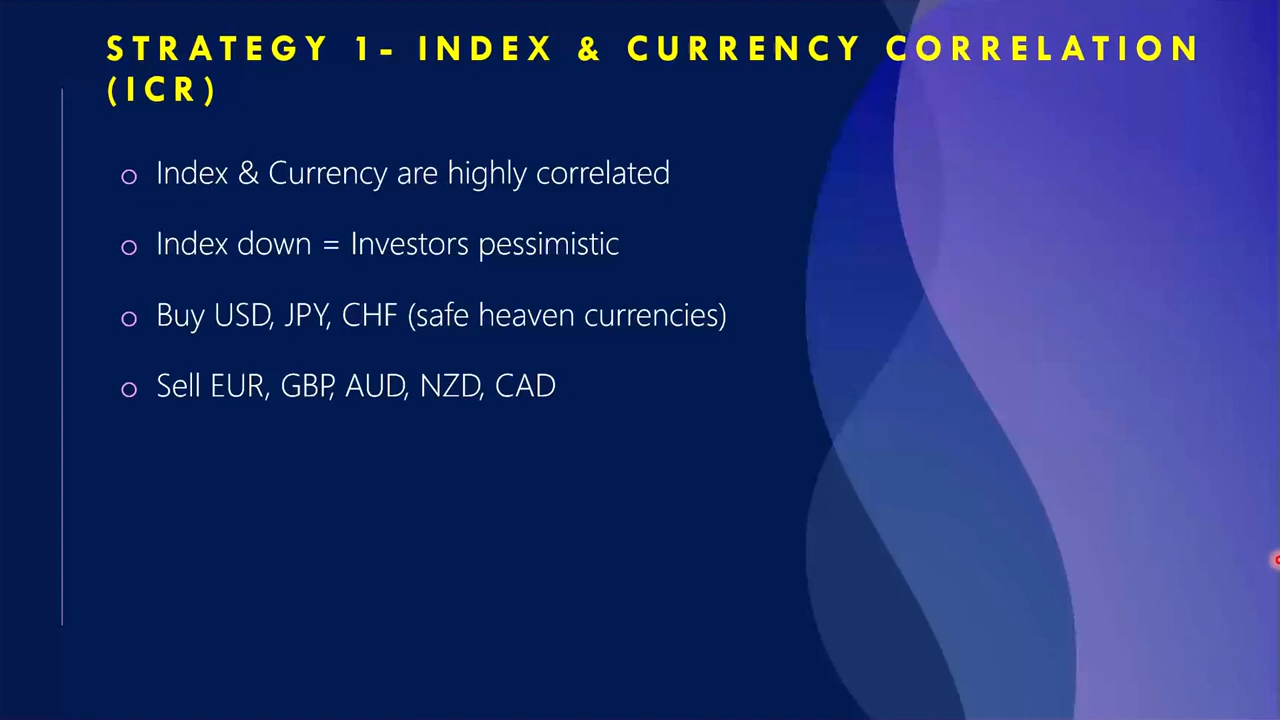 STRATEGY 1- INDEX & CURRENCY CORRELATION
(ICR)
Index & Currency are highly correlated
Index down = Investors pessimistic
Buy USD, JPY, CHF (safe heaven currencies)
Sell EUR, GBP, AUD, NZD, CAD